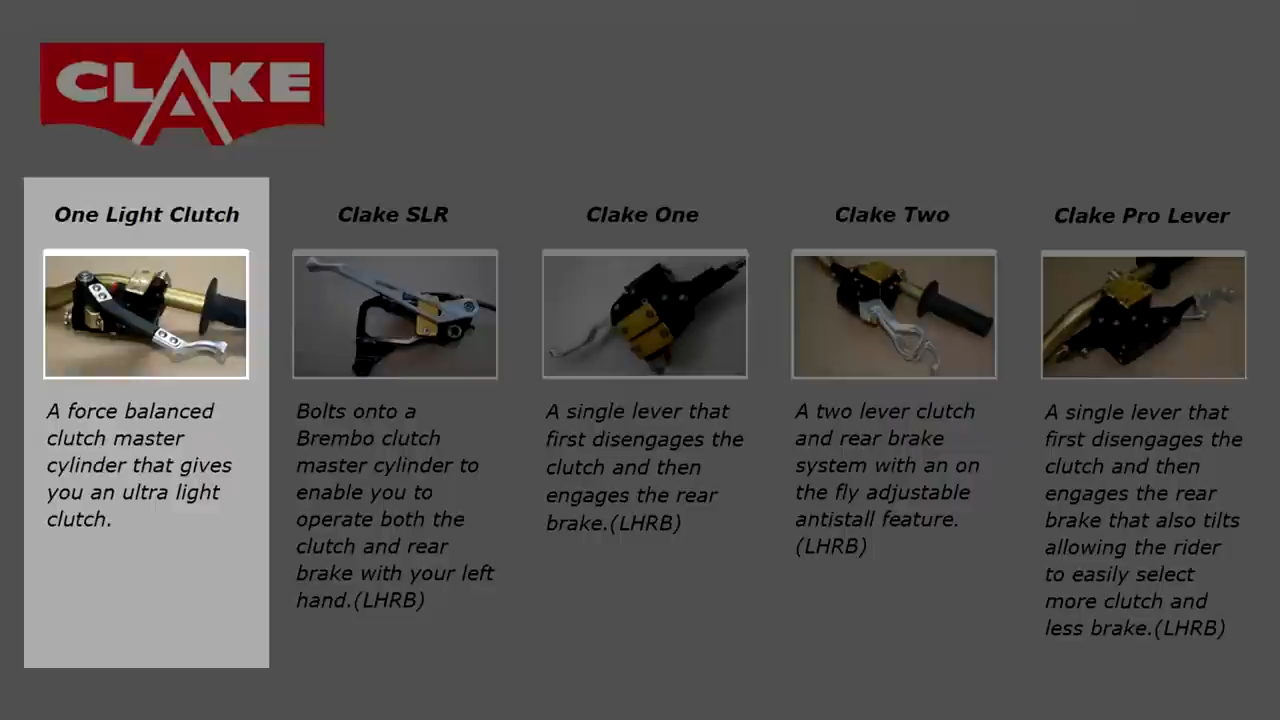 CLAKE
One Light Clutch
A force balanced
clutch master
cylinder that gives
you an ultra light
clutch.
Clake SLR
Bolts onto a
Brembo clutch
master cylinder to
enable you to
operate both the
clutch and rear
brake with your left
hand.(LHRB)
Clake One
A single lever that
first disengages the
clutch and then
engages the rear
brake.(LHRB)
Clake Two
A two lever clutch
and rear brake
system with an on
the fly adjustable
antistall feature.
(LHRB)
Clake Pro Lever
A single lever that
first disengages the
clutch and then
engages the rear
brake that also tilts
allowing the rider
to easily select
more clutch and
less brake.(LHRB)